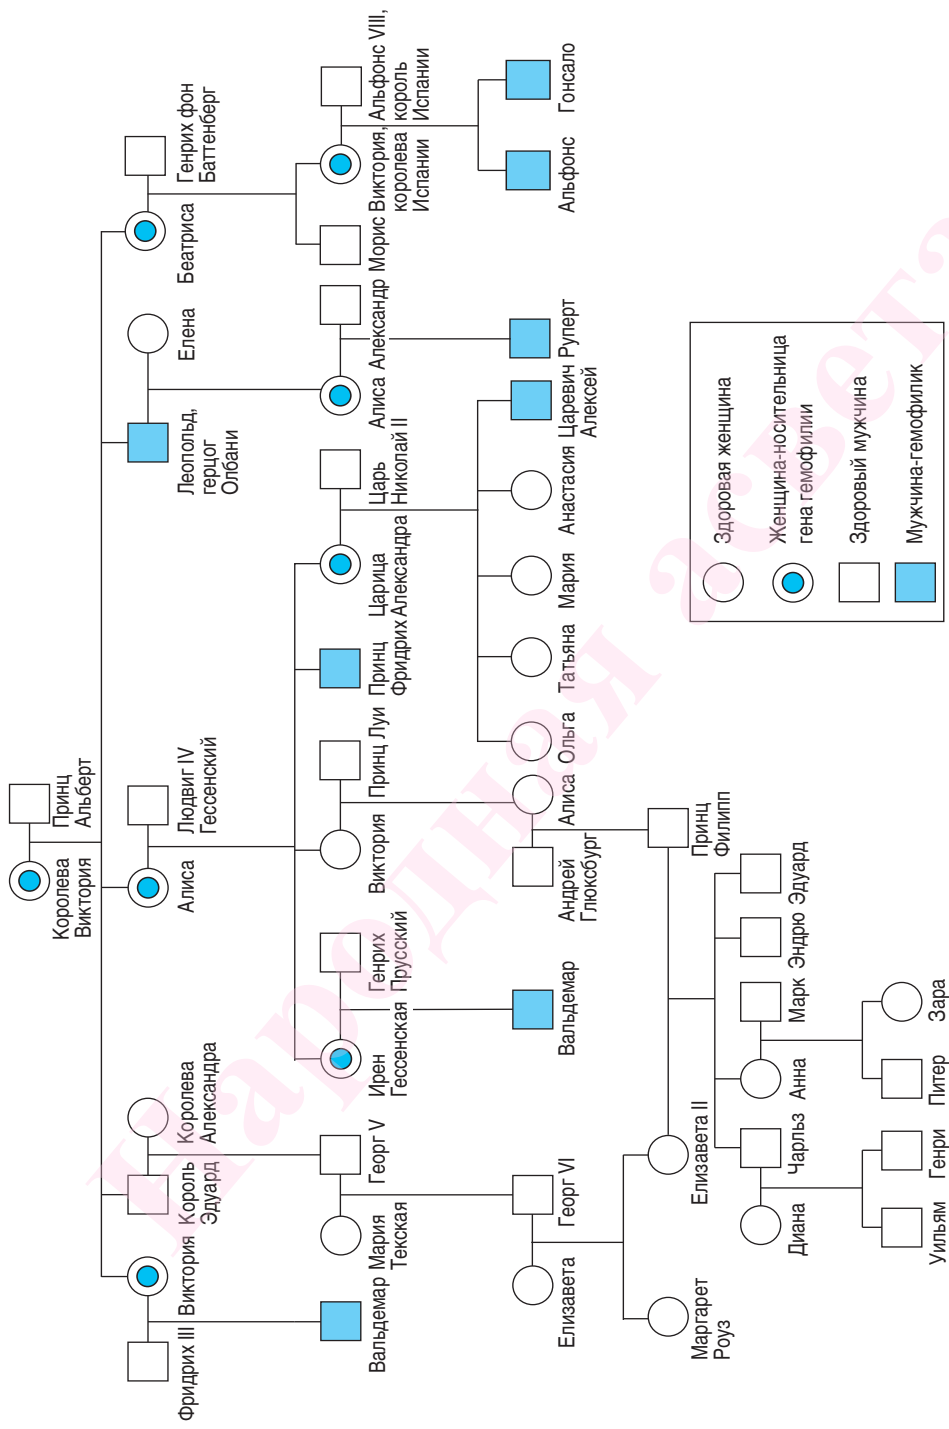 Королева
Виктория
Принц
Альберт
Фридрих III
Виктория
Король
Эдуард
Королева
Александра
Алиса
Людвиг IV
Гессенский
Леопольд,
герцог
Олбани
Елена
Беатриса
Генрих фон
Баттенберг
Вальдемар
Мария
Текская
Георг V
Ирен
Гессенская
Генрих
Прусский
Виктория
Принц Луи
Принц
Фридрих
Царица
Александра
Царь
Николай II
Алиса
Александр
Морис
Виктория,
королева
Испании
Альфонс VIII,
король
Испании
Елизавета
Георг VI
Вальдемар
Андрей
Глюксбург
Алиса
Ольга
Татьяна
Мария
Анастасия
Царевич
Алексей
Руперт
Альфонс
Гонсало
Маргарет
Роуз
Елизавета II
Принц
Филипп
Диана
Чарльз
Анна
Марк
Эндрю
Эдуард
Уильям
Генри
Питер
Зара
Здоровая женщина
Женщина-носительница
гена гемофилии
Здоровый мужчина
Мужчина-гемофилик
Народная асвета